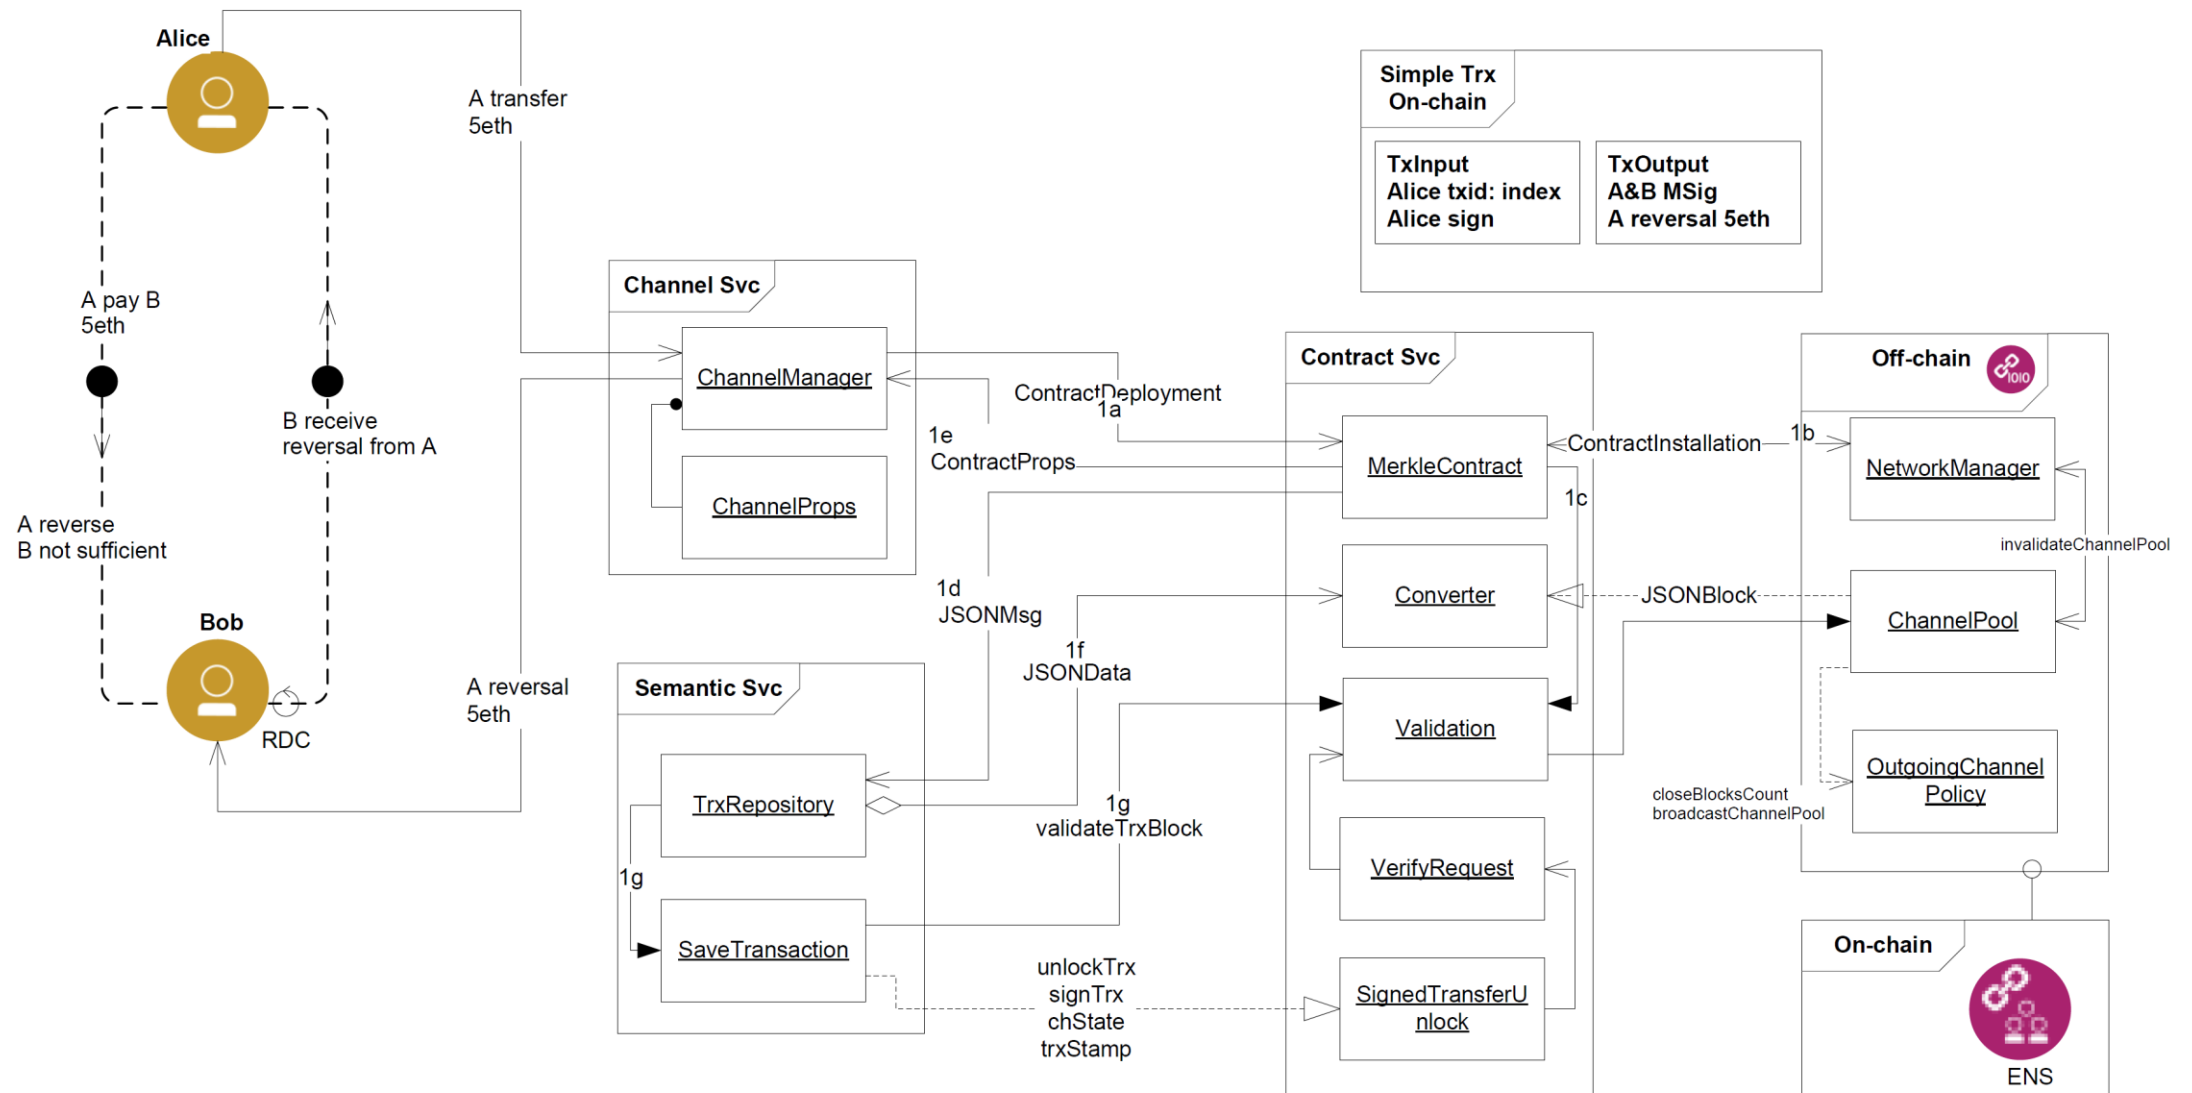 Alice
A transfer
5eth
A pay B
5eth
B receive
reversal from A
A reverse
B not sufficient
Bob
RDC
A reversal
5eth
Simple Trx
On-chain
TxInput
Alice txid: index
Alice sign
TxOutput
A&B MSig
A reversal 5eth
Channel Svc
ChannelManager
ChannelProps
ContractDeployment
1a
1e
ContractProps
1d
JSONMsg
1f
JSONData
Semantic Svc
TrxRepository
1g
SaveTransaction
1g
validateTrxBlock
unlockTrx
signTrx
chState
trxStamp
Contract Svc
MerkleContract
1c
Converter
Validation
VerifyRequest
SignedTransferU
nlock
ContractInstallation
1b
JSONBlock
Off-chain
IOIO
NetworkManager
invalidateChannelPool
ChannelPool
OutgoingChannel
Policy
closeBlocksCount
broadcastChannelPool
On-chain
ENS